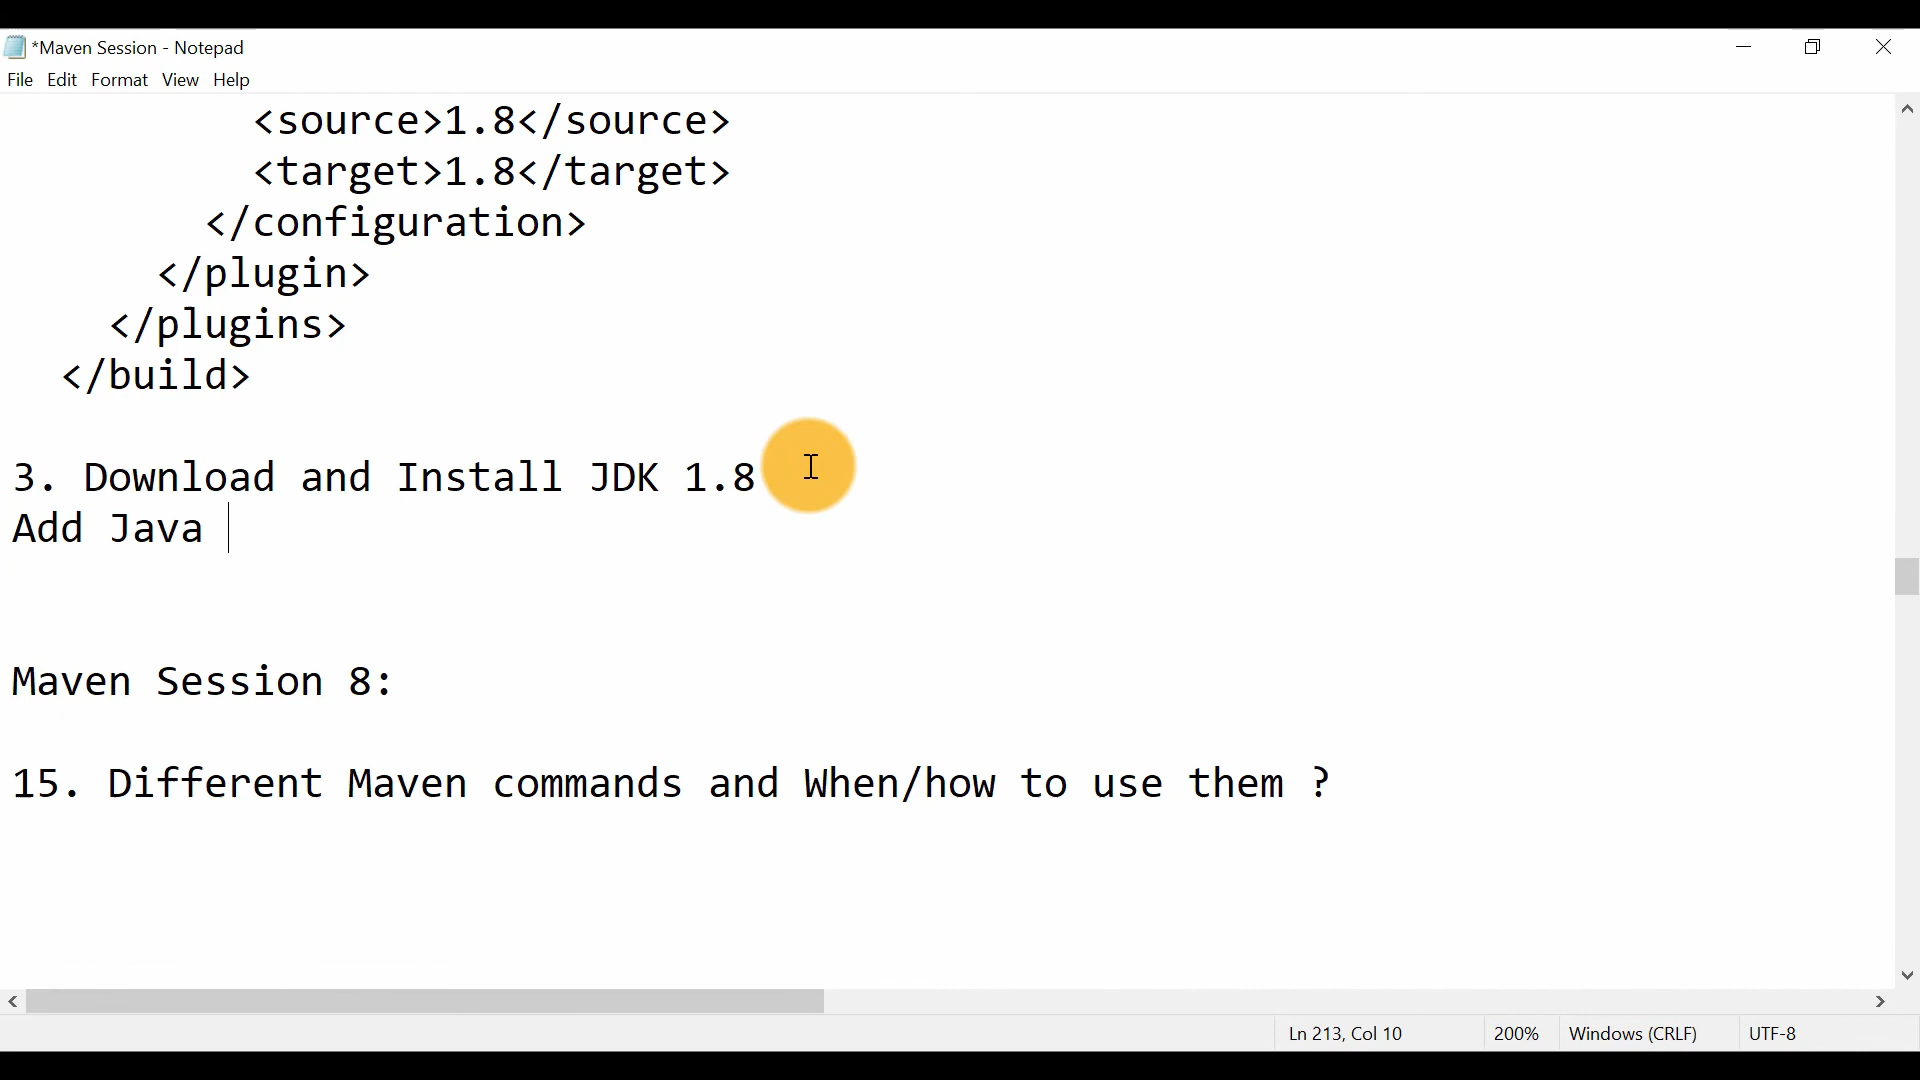 *Maven Session - Notepad
File Edit Format View Help
<source>1.8</source>
<target>1.8</target>
</configuration>
</plugin>
</plugins>
</build>
3. Download and Install JDK 1.8
Add Java
Maven Session 8:
15. Different Maven commands and When/how to use them ?
Ln 213, Col 10 200% Windows (CRLF) UTF-8